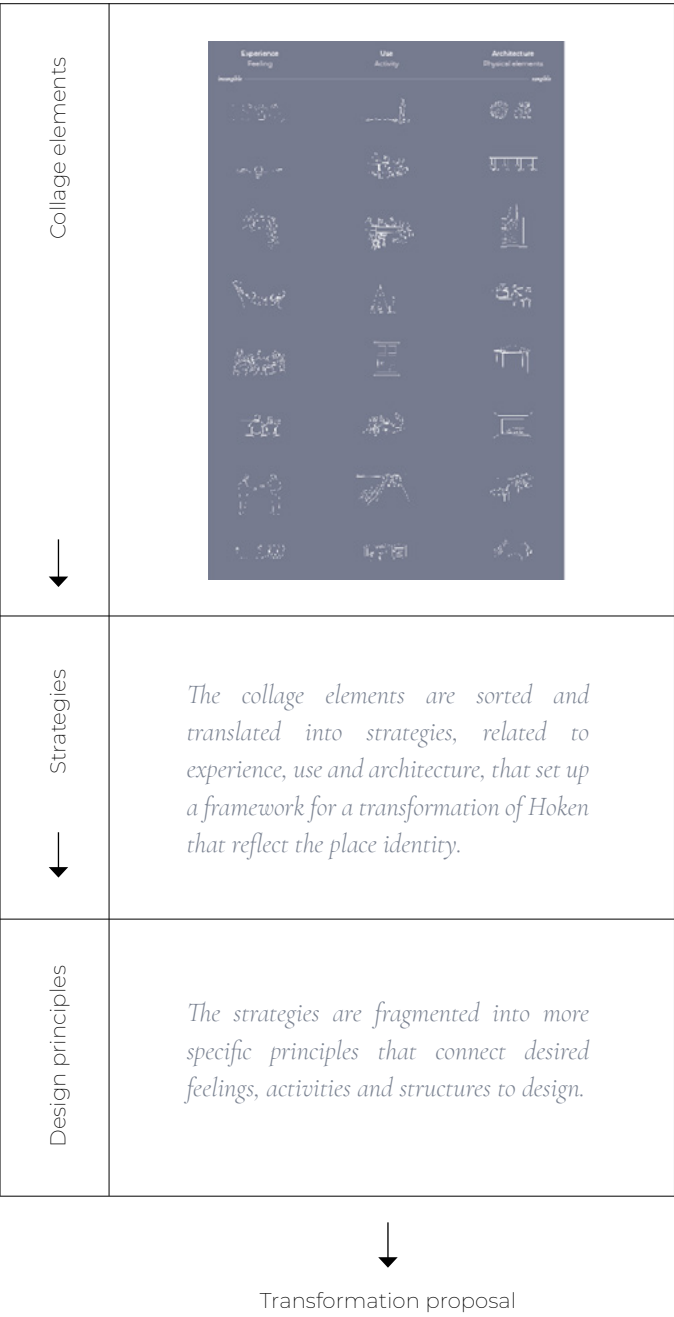 Collage elements
Experience
Feeling
Use
Activity
Architecture
Physical elements
intangible
tangible
Strategies
The collage elements are sorted and
translated into strategies, related to
experience, use and architecture, that set up
a framework for a transformation of Hoken
that reflect the place identity.
Design principles
The strategies are fragmented into more
specific principles that connect desired
feelings, activities and structures to design.
Transformation proposal